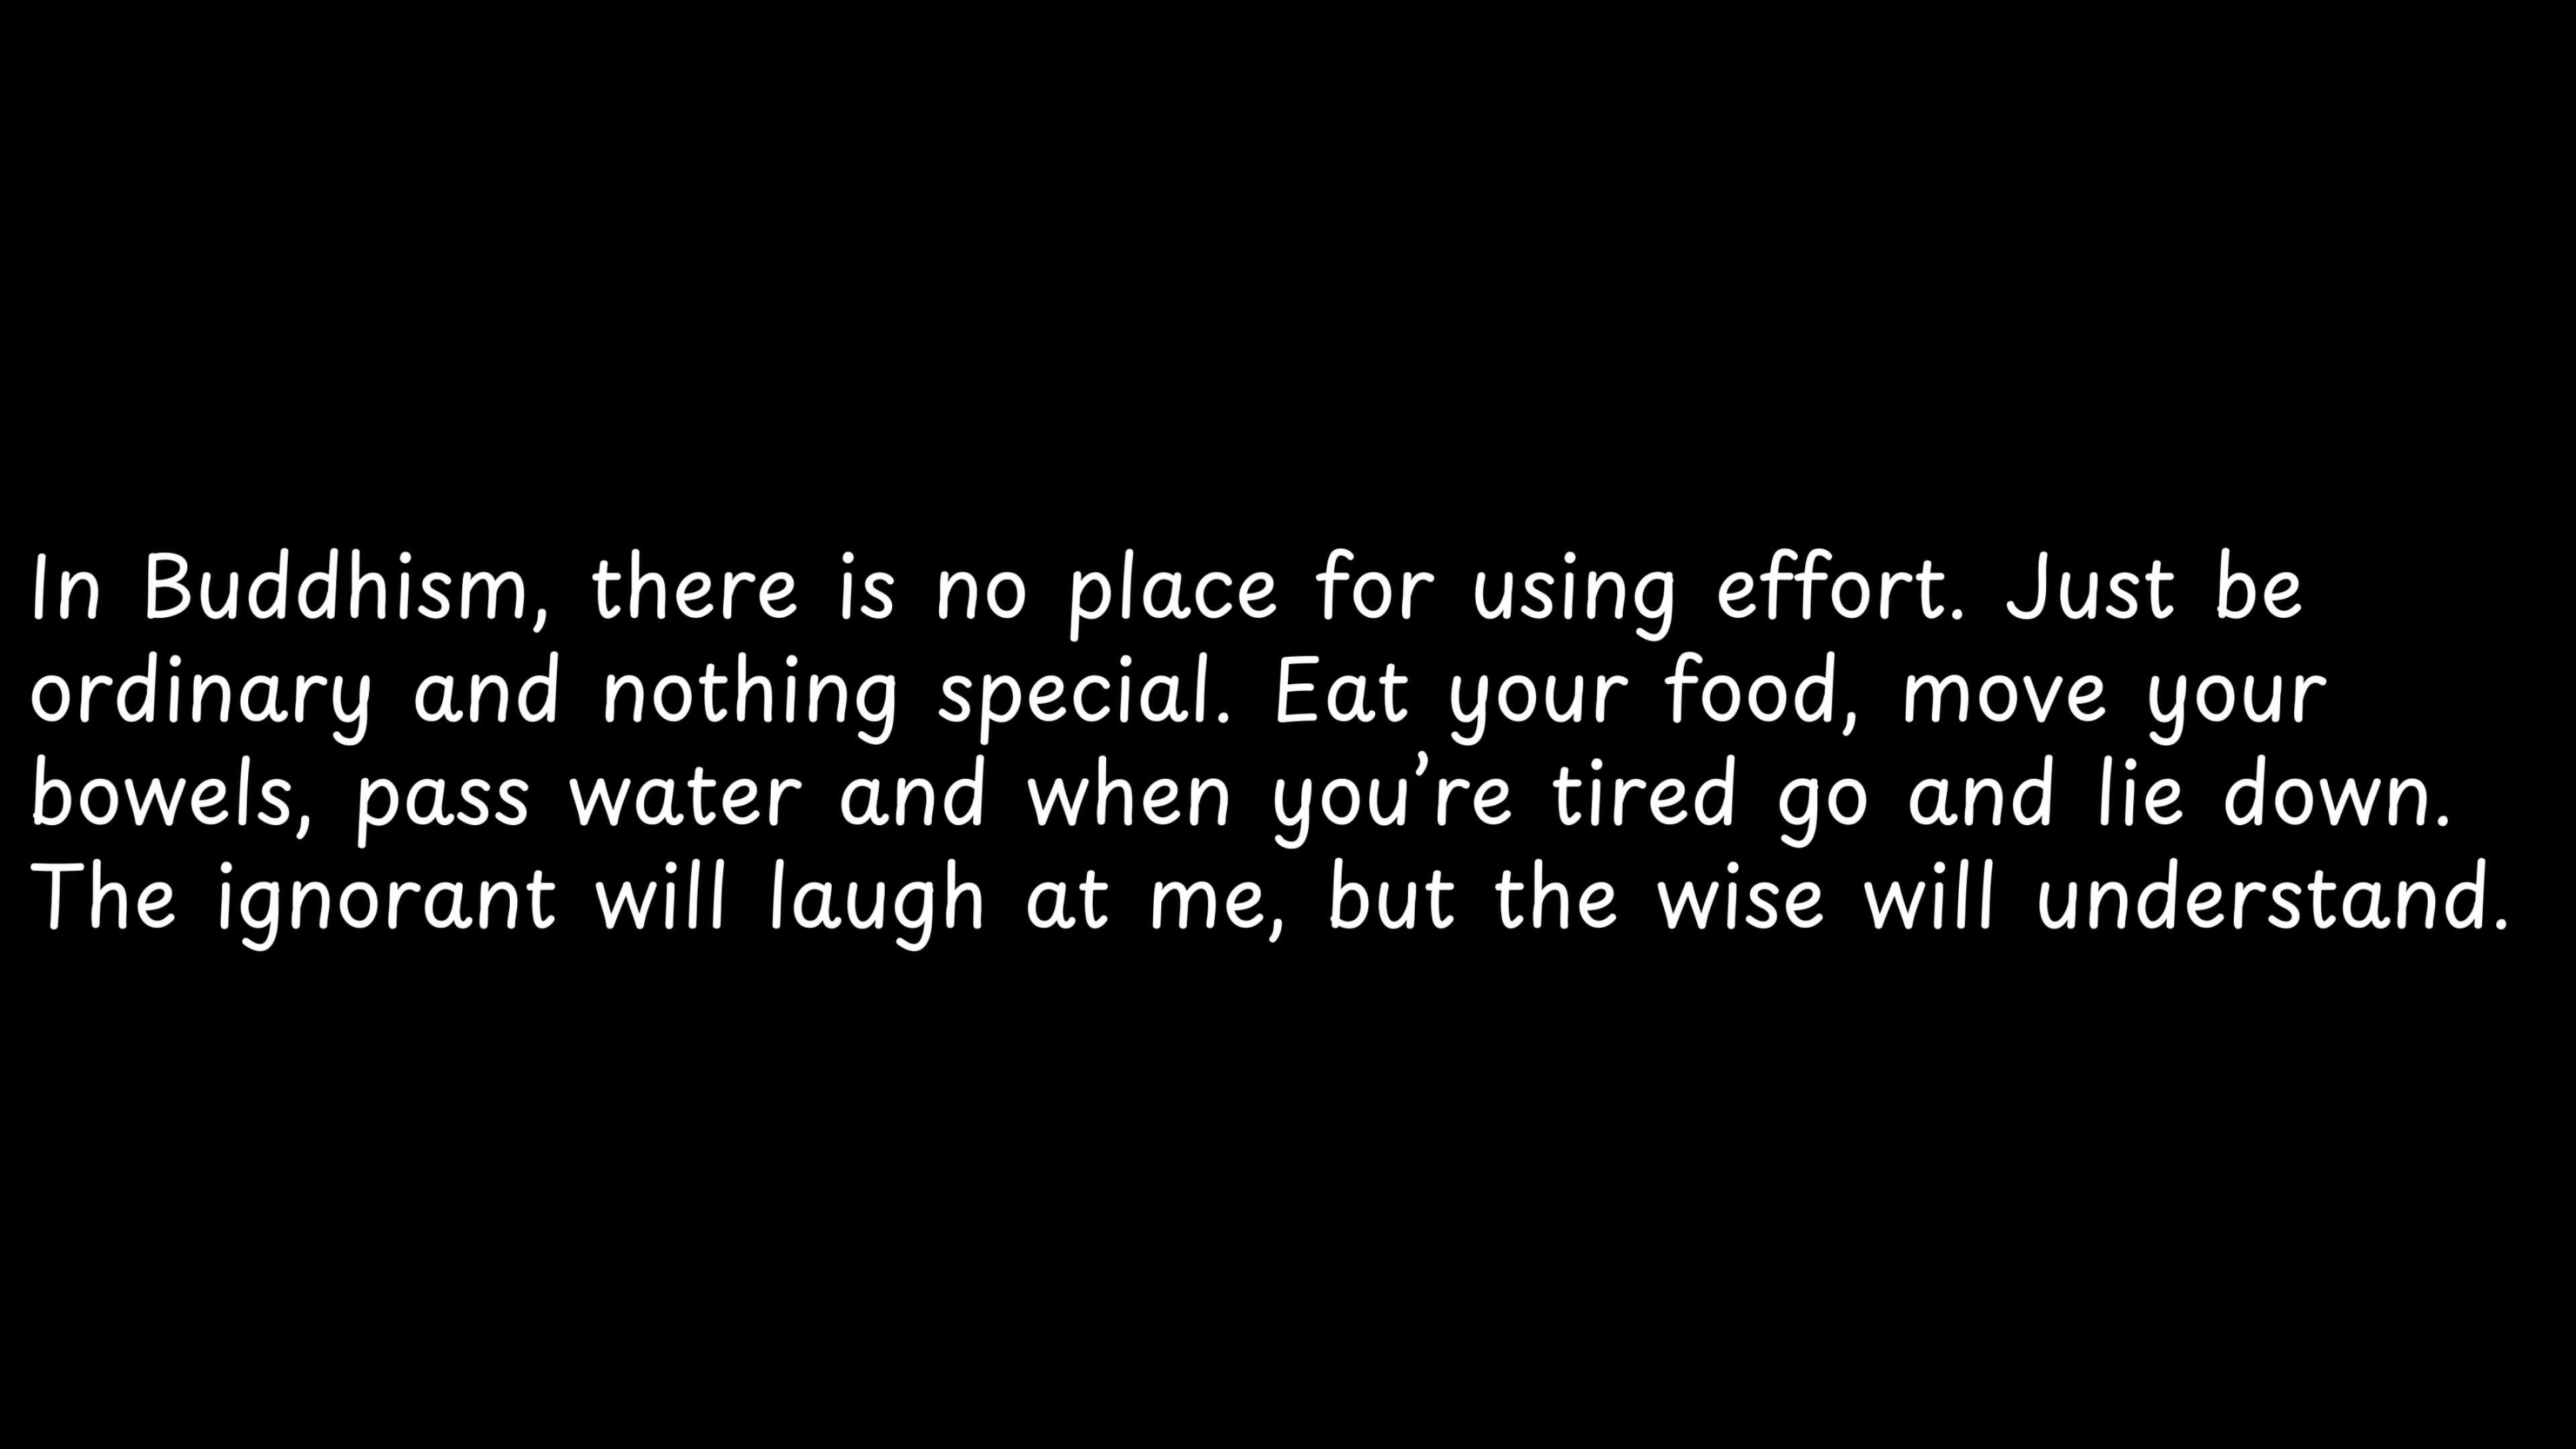 In Buddhism, there is no place for using effort. Just be
ordinary and nothing special. Eat your food, move your
bowels, pass water and when you’re tired go and lie down.
The ignorant will laugh at me, but the wise will understand.